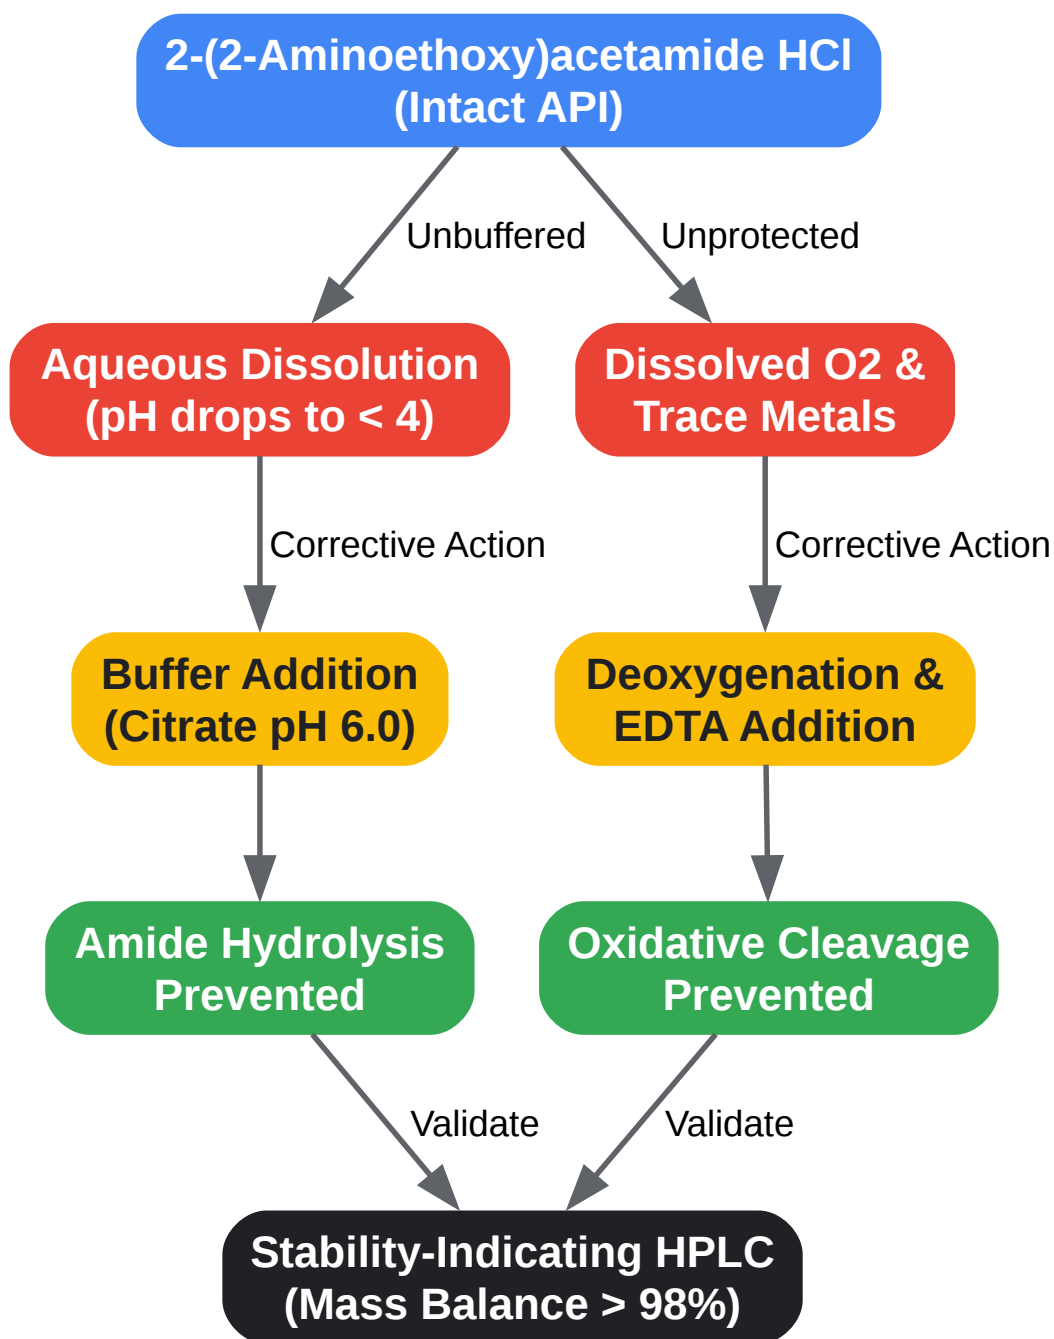 2-(2-Aminoethoxy)acetamide HCl
(Intact API)
Unbuffered
Unprotected
Aqueous Dissolution
(pH drops to < 4)
Dissolved O2 &
Trace Metals
Corrective Action
Corrective Action
Buffer Addition
(Citrate pH 6.0)
Deoxygenation &
EDTA Addition
Amide Hydrolysis
Prevented
Oxidative Cleavage
Prevented
Validate
Validate
Stability-Indicating HPLC
(Mass Balance > 98%)